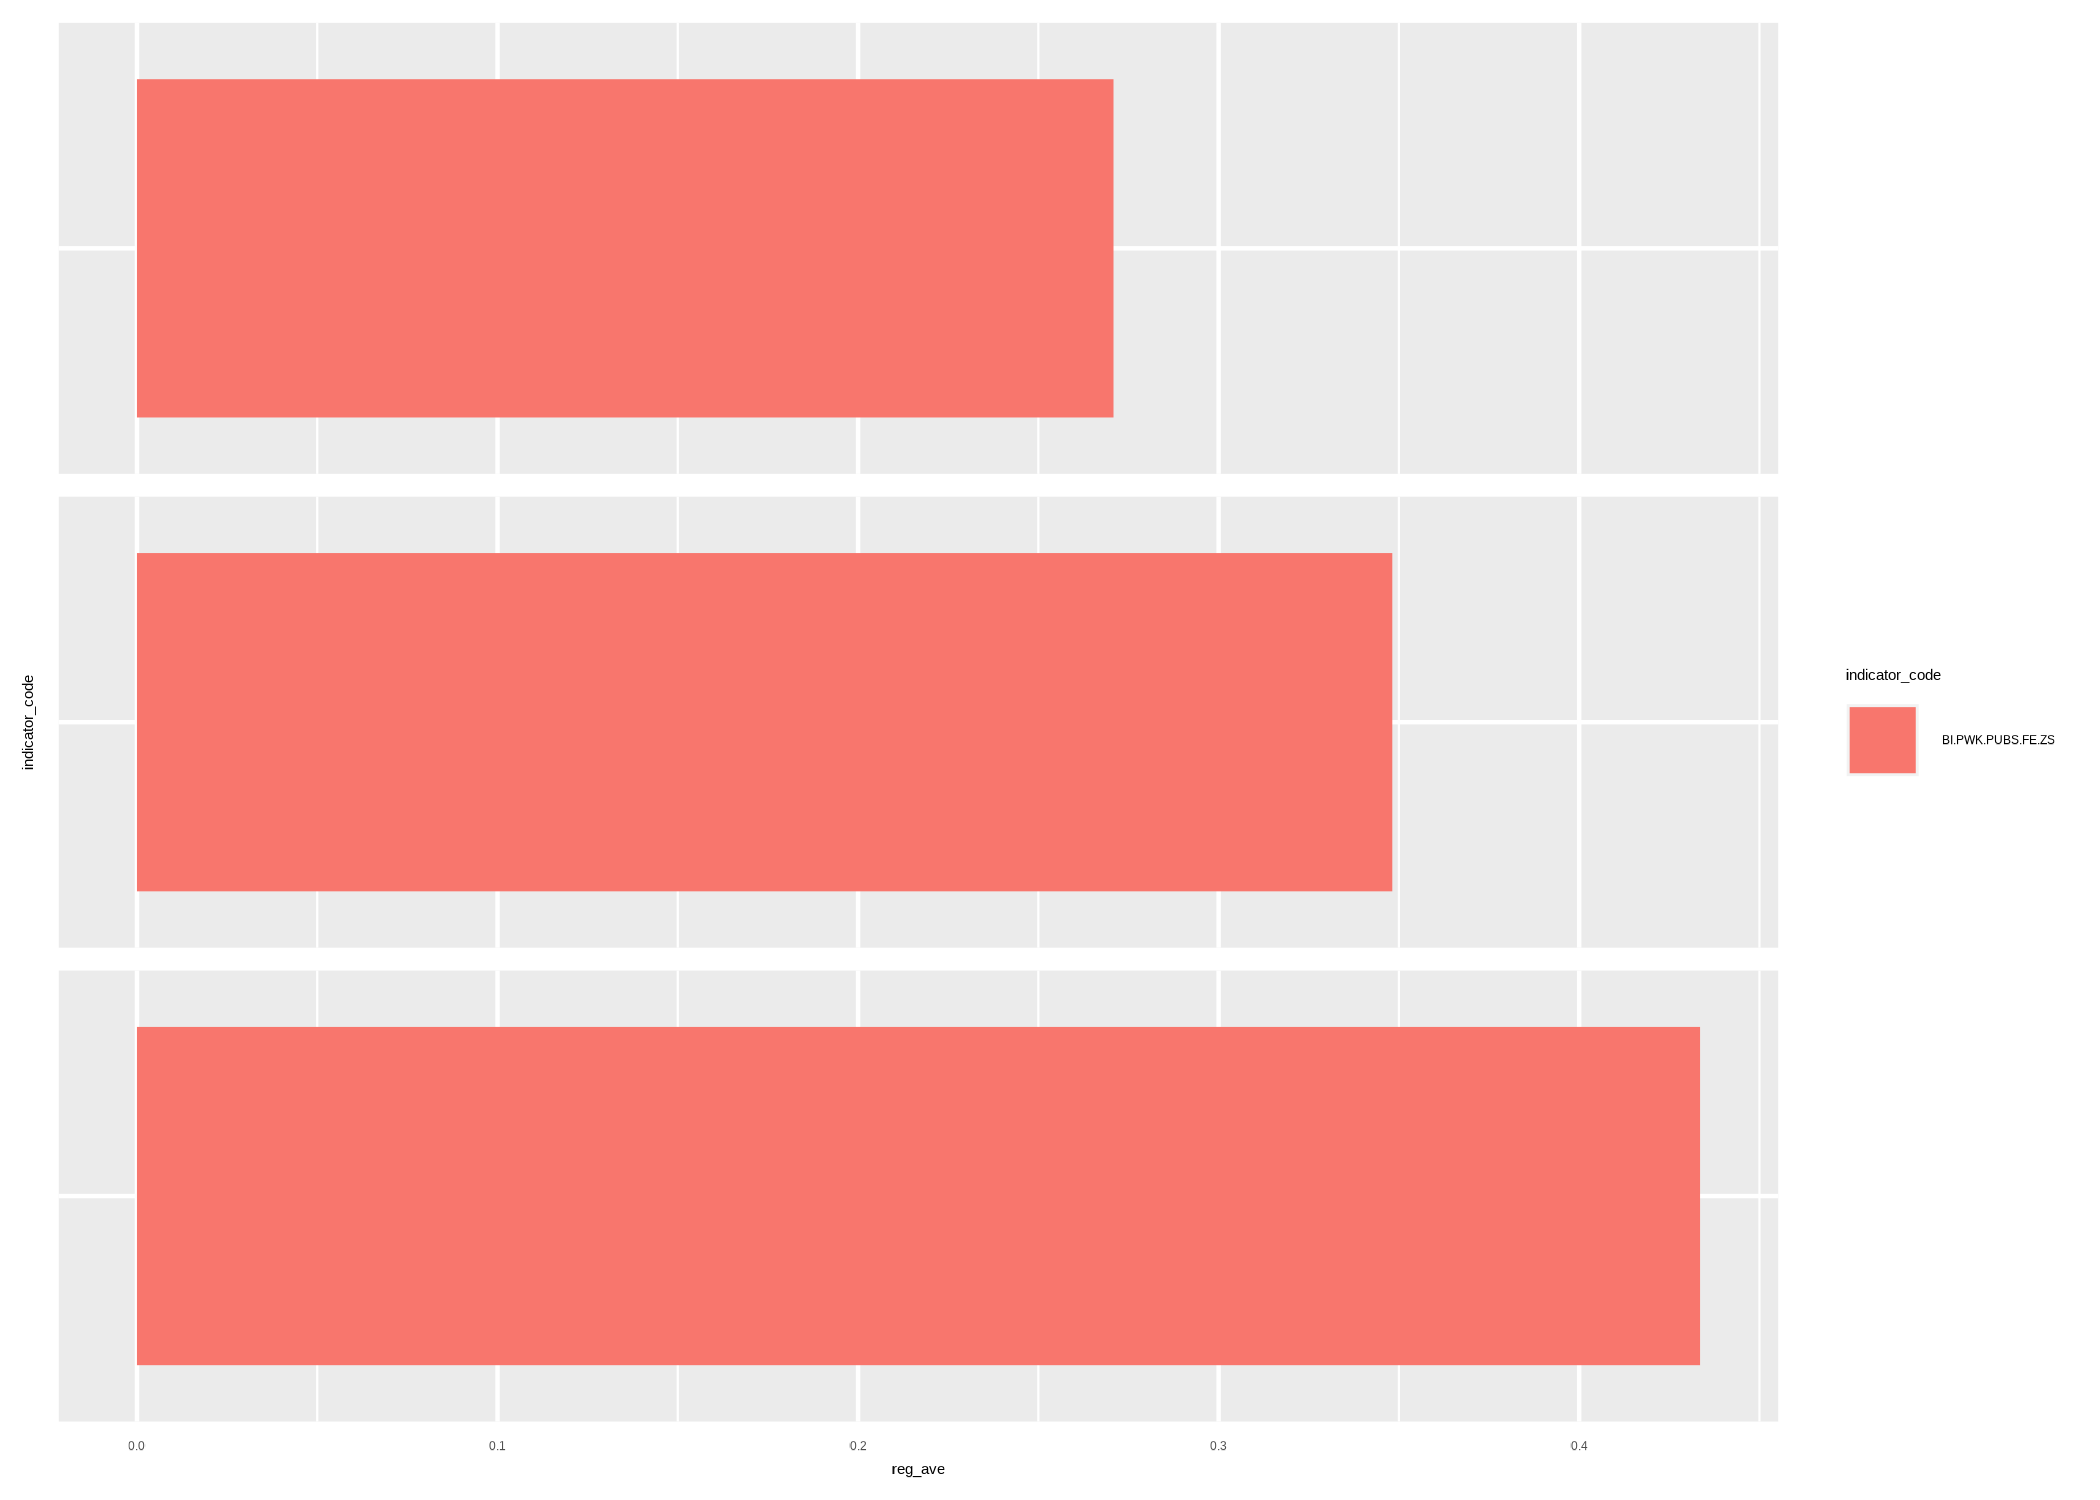 indicator_code
indicator_code
BI.PWK.PUBS.FE.ZS
0.0 0.1 0.2 0.3 0.4
reg_ave